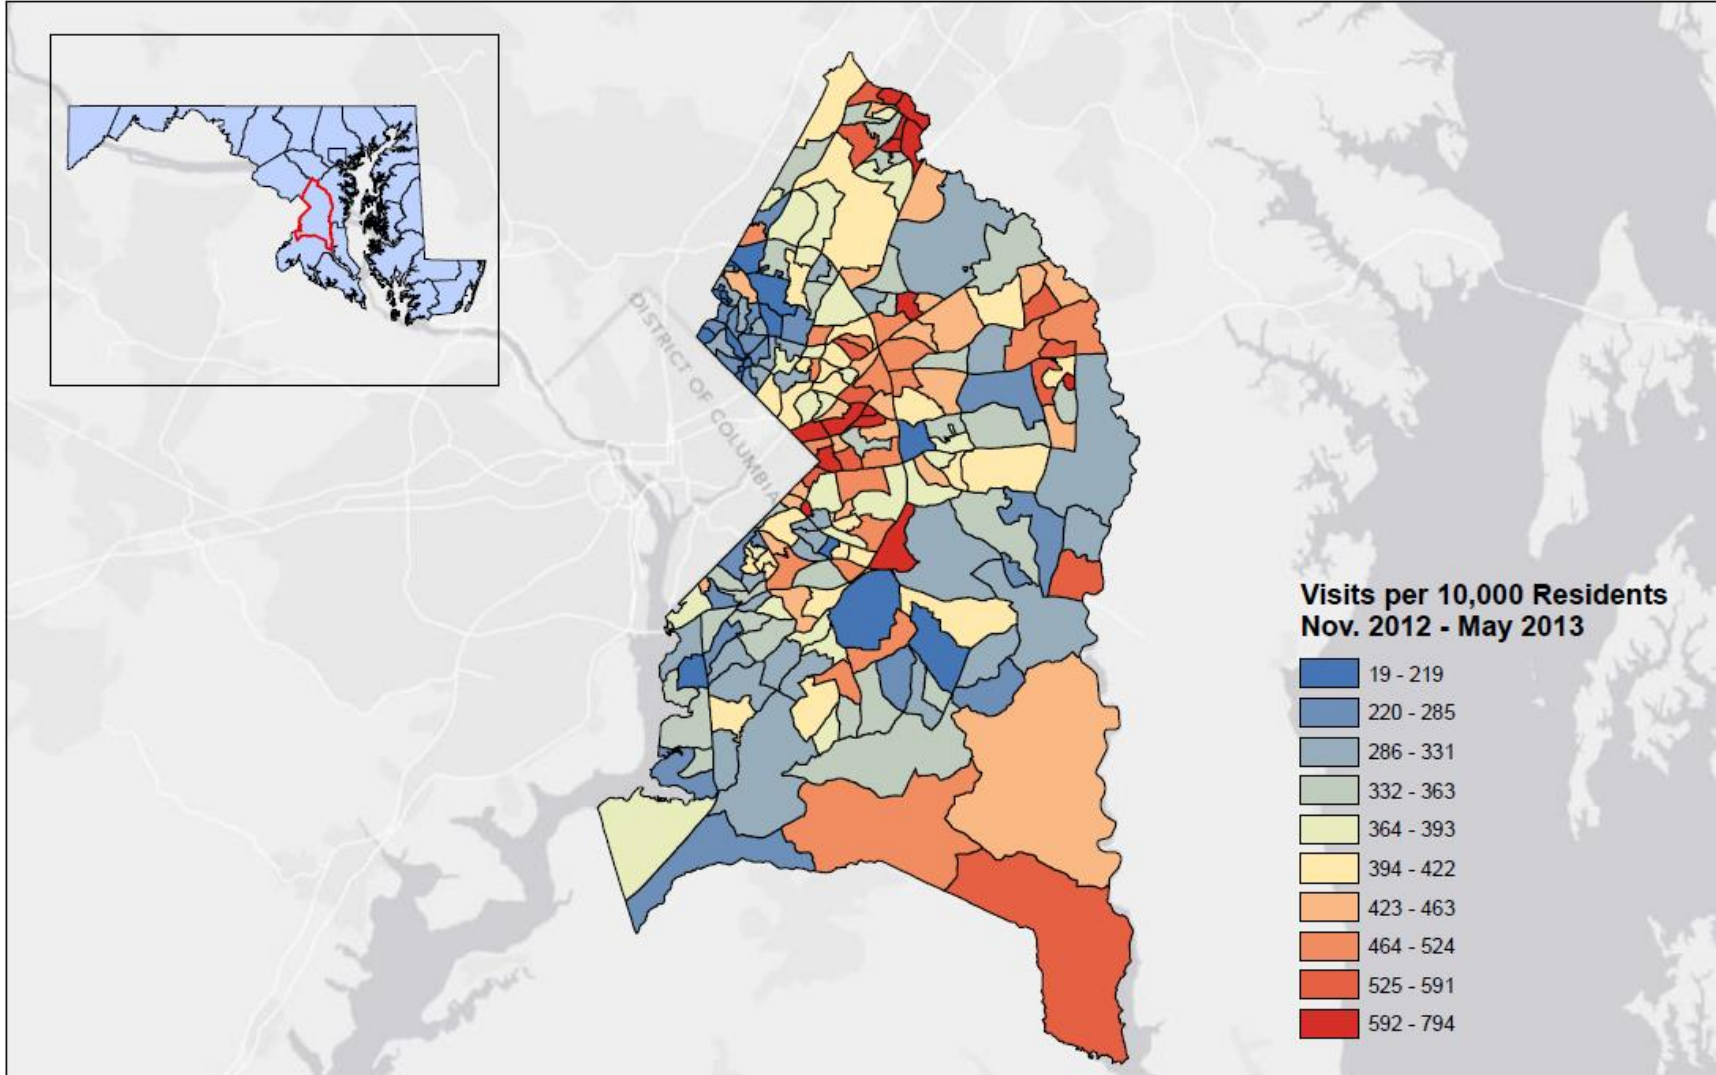 DISTRICT OF COLUMBIA
Visits per 10,000 Residents
Nov. 2012 - May 2013
19 - 219
220 - 285
286 - 331
332 - 363
364 - 393
394 - 422
423 - 463
464 - 524
525 - 591
592 - 794